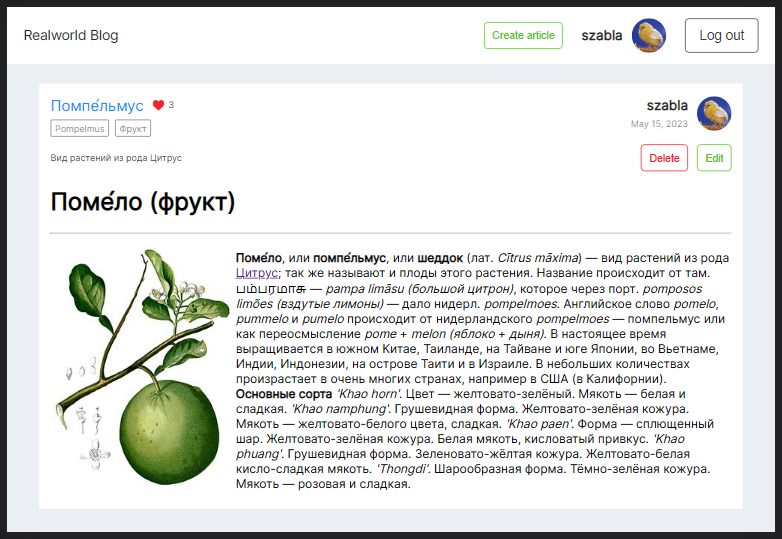 Realworld Blog
Create article
szabla
Log out
Помпе́льмус
3
szabla
May 15, 2023
Pompelmus
Фрукт
Delete
Edit
Вид растений из рода Цитрус
Поме́ло (фрукт)
Поме́ло, или помпе́льмус, или шеддок (лат. Cītrus māxima) — вид растений из рода
Цитрус; так же называют и плоды этого растения. Название происходит от там.
பம்பரமாசு — pampa limāsu (большой цитрон), которое через порт. pomposos
limões (вздутые лимоны) — дало нидерл. pompelmoes. Английское слово pomelo,
pummelo и pumelo происходит от нидерландского pompelmoes — помпельмус или
как переосмысление pome + melon (яблоко + дыня). В настоящее время
выращивается в южном Китае, Таиланде, на Тайване и юге Японии, во Вьетнаме,
Индии, Индонезии, на острове Таити и в Израиле. В небольших количествах
произрастает в очень многих странах, например в США (в Калифорнии).
Основные сорта 'Khao horn'. Цвет — желтовато-зелёный. Мякоть — белая и
сладкая. 'Khao namphung'. Грушевидная форма. Желтовато-зелёная кожура.
Мякоть — желтовато-белого цвета, сладкая. 'Khao paen'. Форма — сплющенный
шар. Желтовато-зелёная кожура. Белая мякоть, кисловатый привкус. 'Khao
phuang'. Грушевидная форма. Зеленовато-жёлтая кожура. Желтовато-белая
кисло-сладкая мякоть. 'Thongdi'. Шарообразная форма. Тёмно-зелёная кожура.
Мякоть — розовая и сладкая.